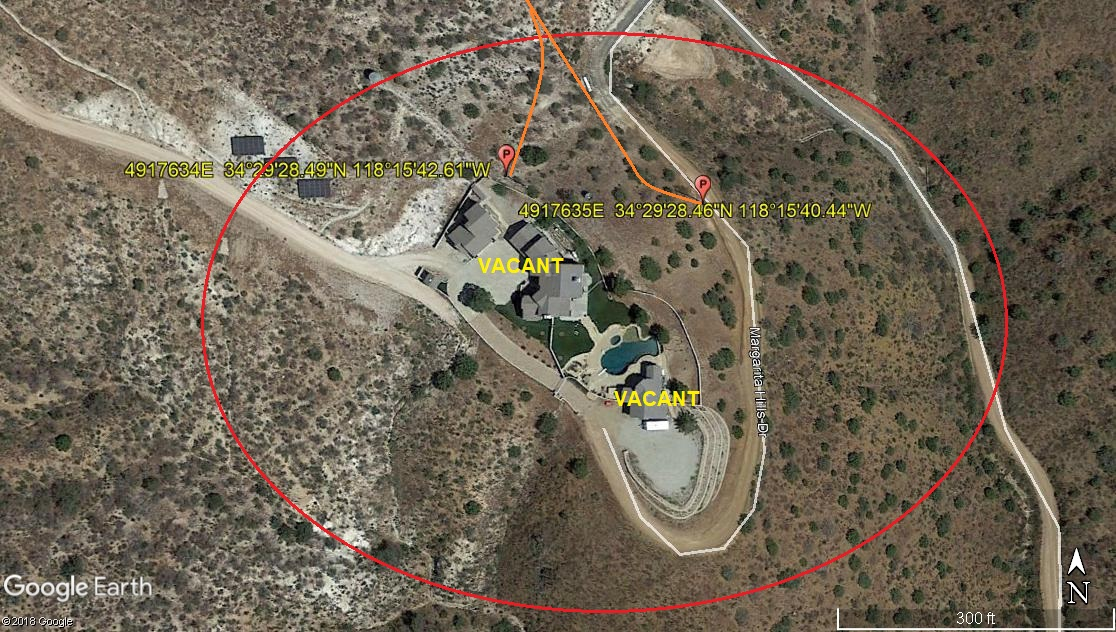 P
4917634E 34°29'28.49"N 118°15'42.61"W
P
4917635E 34°29'28.46"N 118°15'40.44"W
VACANT
Margarita Hills Dr
VACANT
Google Earth
©2018 Google
N
300 ft